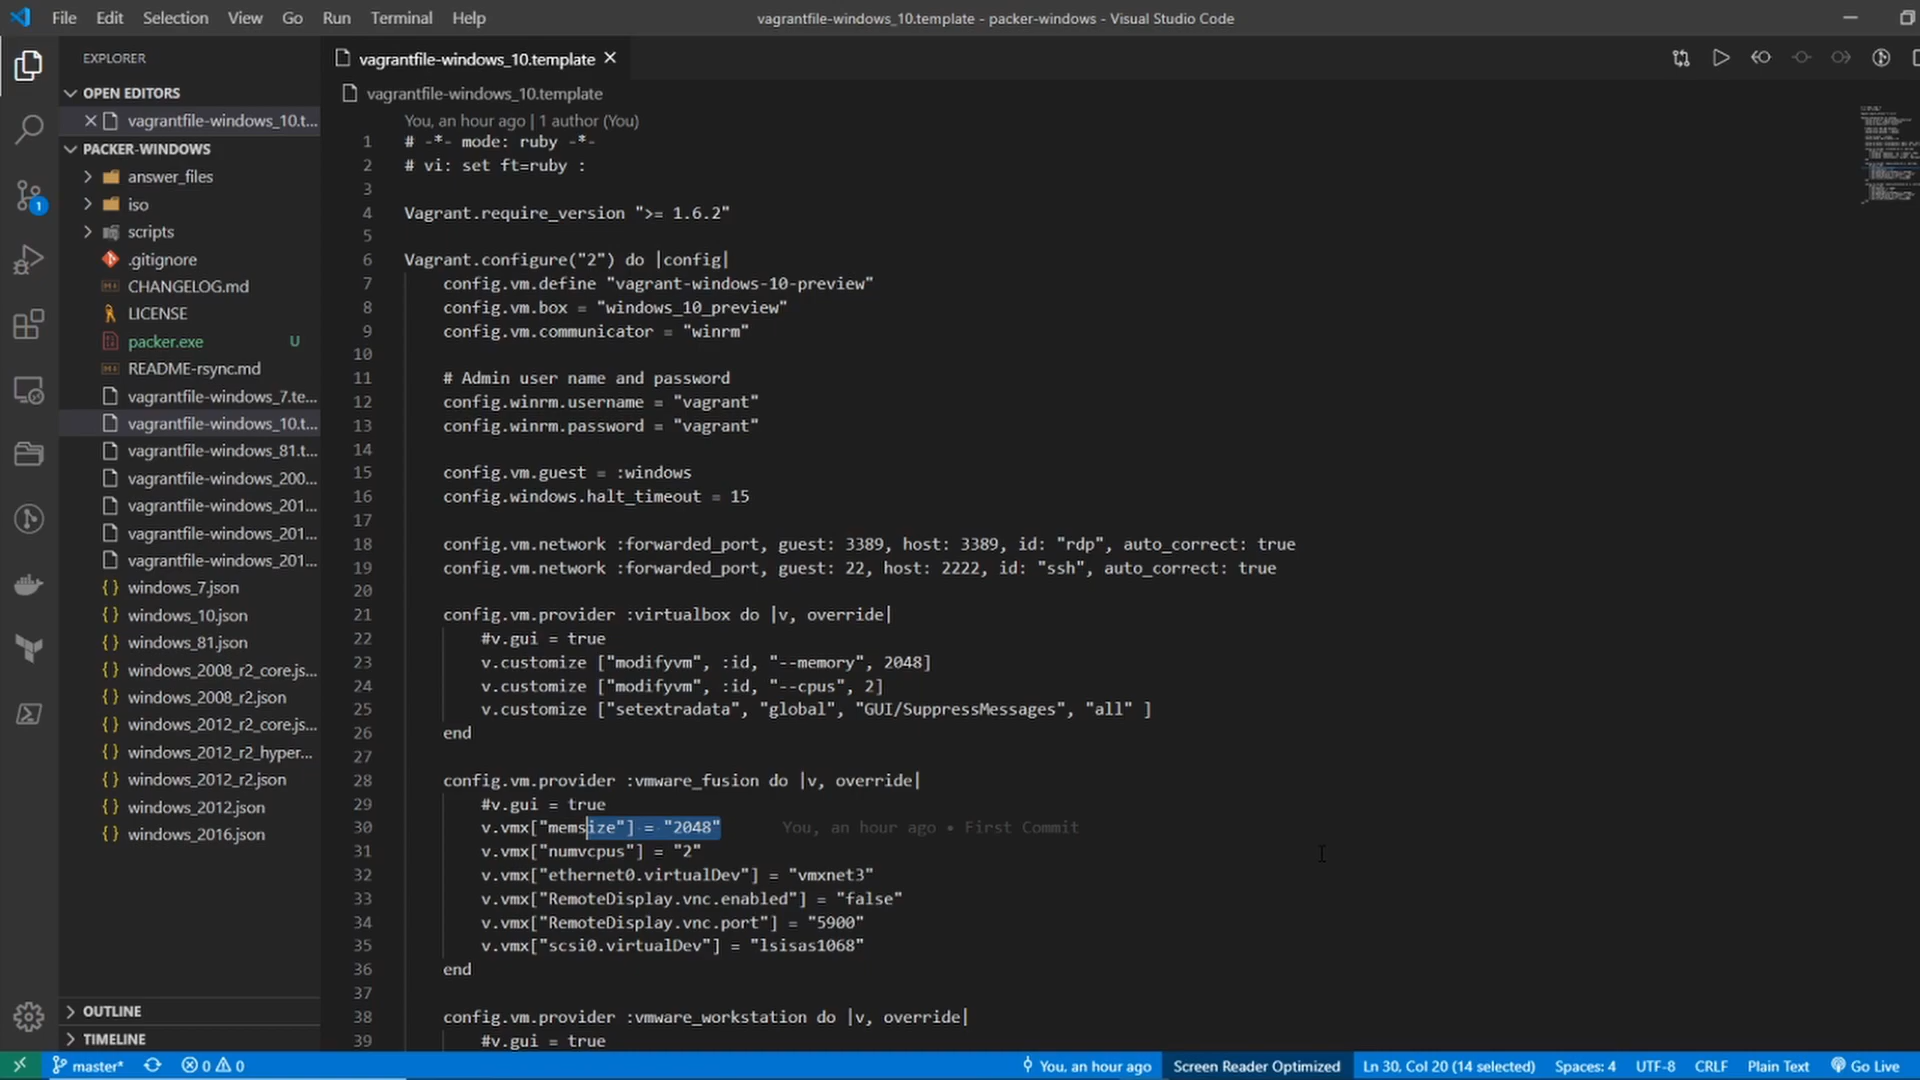 File Edit Selection View Go Run Terminal Help
vagrantfile-windows_10.template - packer-windows - Visual Studio Code
EXPLORER
OPEN EDITORS
vagrantfile-windows_10.t...
PACKER-WINDOWS
answer_files
iso
scripts
.gitignore
CHANGELOG.md
LICENSE
packer.exe U
README-rsync.md
vagrantfile-windows_7.te...
vagrantfile-windows_10.t...
vagrantfile-windows_81.t...
vagrantfile-windows_200...
vagrantfile-windows_201...
vagrantfile-windows_201...
vagrantfile-windows_201...
windows_7.json
windows_10.json
windows_81.json
windows_2008_r2_core.js...
windows_2008_r2.json
windows_2012_r2_core.js...
windows_2012_r2_hyper...
windows_2012_r2.json
windows_2012.json
windows_2016.json
OUTLINE
TIMELINE
1
vagrantfile-windows_10.template
vagrantfile-windows_10.template
You, an hour ago | 1 author (You)
1 # -*- mode: ruby -*-
2 # vi: set ft=ruby :
3
4 Vagrant.require_version ">= 1.6.2"
5
6 Vagrant.configure("2") do |config|
7 config.vm.define "vagrant-windows-10-preview"
8 config.vm.box = "windows_10_preview"
9 config.vm.communicator = "winrm"
10
11 # Admin user name and password
12 config.winrm.username = "vagrant"
13 config.winrm.password = "vagrant"
14
15 config.vm.guest = :windows
16 config.windows.halt_timeout = 15
17
18 config.vm.network :forwarded_port, guest: 3389, host: 3389, id: "rdp", auto_correct: true
19 config.vm.network :forwarded_port, guest: 22, host: 2222, id: "ssh", auto_correct: true
20
21 config.vm.provider :virtualbox do |v, override|
22 #v.gui = true
23 v.customize ["modifyvm", :id, "--memory", 2048]
24 v.customize ["modifyvm", :id, "--cpus", 2]
25 v.customize ["setextradata", "global", "GUI/SuppressMessages", "all" ]
26 end
27
28 config.vm.provider :vmware_fusion do |v, override|
29 #v.gui = true
30 v.vmx["memsize"] = "2048" You, an hour ago • First Commit
31 v.vmx["numvcpus"] = "2"
32 v.vmx["ethernet0.virtualDev"] = "vmxnet3"
33 v.vmx["RemoteDisplay.vnc.enabled"] = "false"
34 v.vmx["RemoteDisplay.vnc.port"] = "5900"
35 v.vmx["scsi0.virtualDev"] = "lsisas1068"
36 end
37
38 config.vm.provider :vmware_workstation do |v, override|
39 #v.gui = true
master* 0 0 You, an hour ago Screen Reader Optimized Ln 30, Col 20 (14 selected) Spaces: 4 UTF-8 CRLF Plain Text Go Live